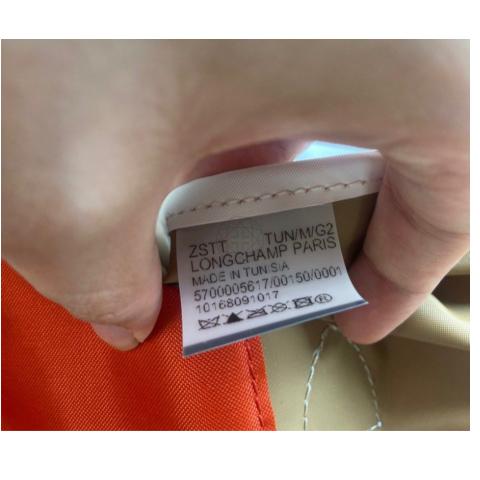 ZSTT TUN/M/G2
LONGCHAMP PARIS
MADE IN TUNISIA
5700005617/00150/0001
10168091017